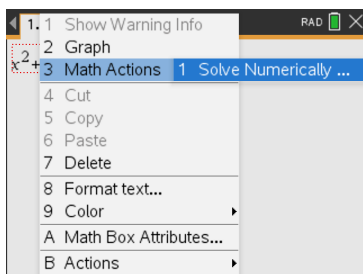 1. RAD
1 Show Warning Info
2 Graph
x²+
3 Math Actions 1 Solve Numerically ...
4 Cut
5 Copy
6 Paste
7 Delete
8 Format text...
9 Color
A Math Box Attributes...
B Actions